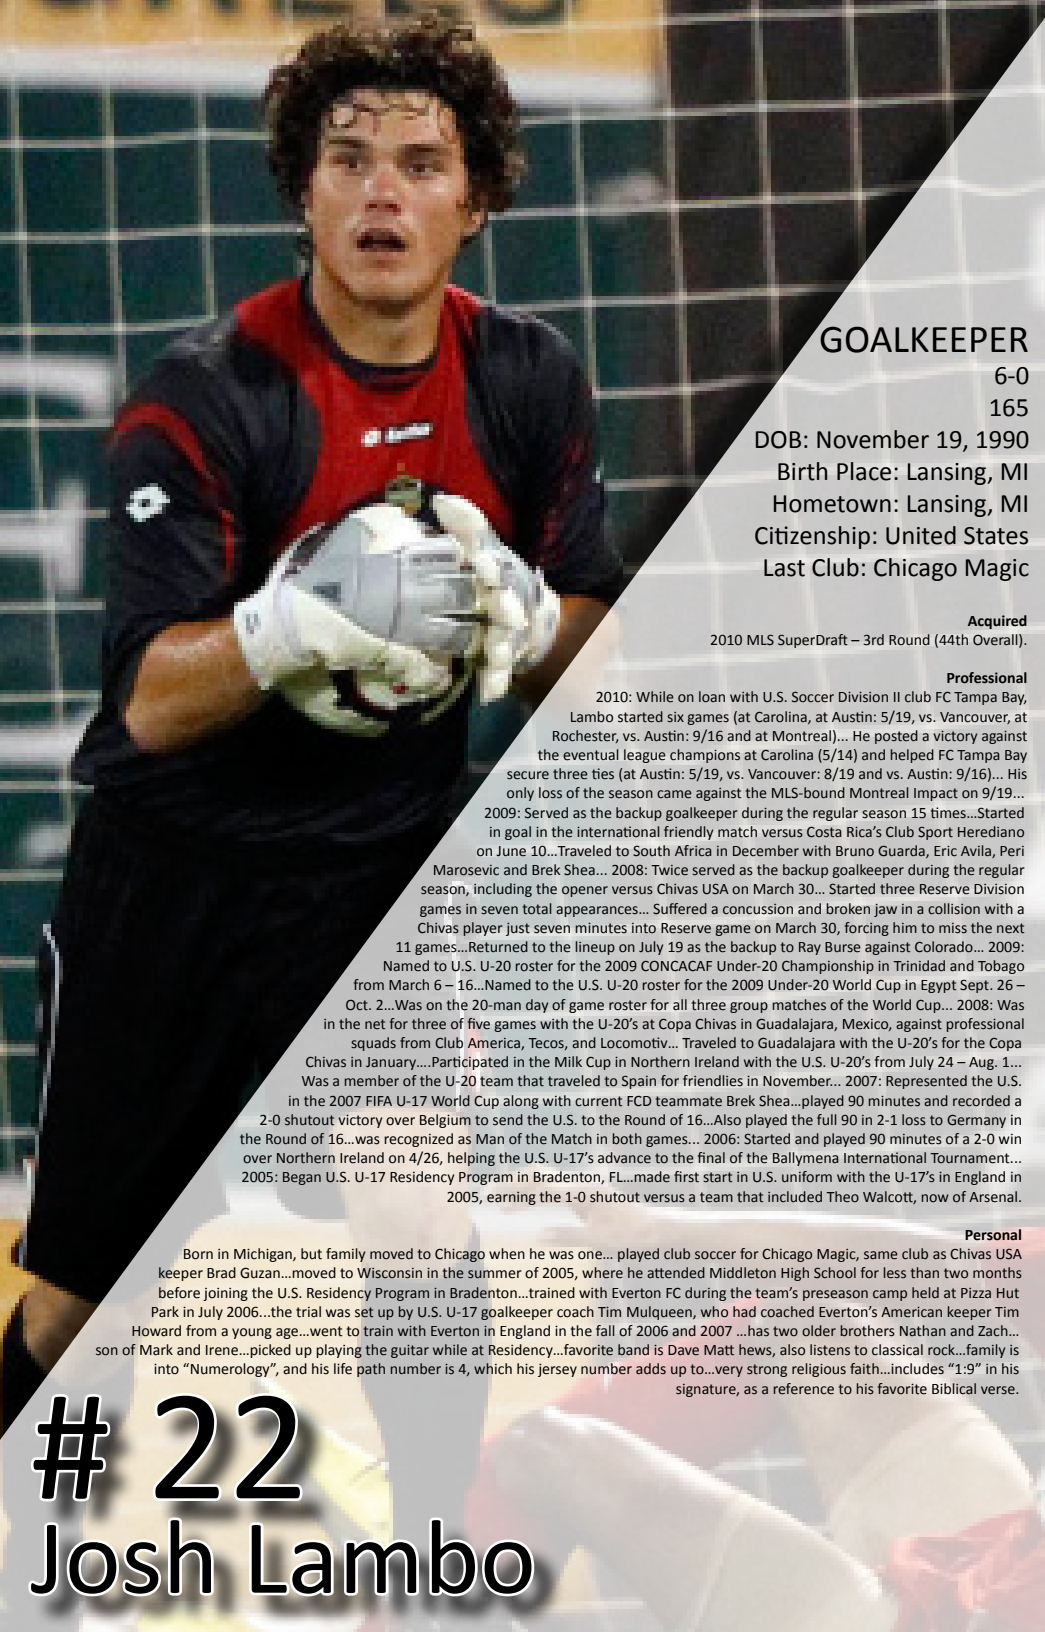 GOALKEEPER
6-0
165
DOB: November 19, 1990
Birth Place: Lansing, MI
Hometown: Lansing, MI
Citizenship: United States
Last Club: Chicago Magic
Acquired
2010 MLS SuperDraft – 3rd Round (44th Overall).
Professional
2010: While on loan with U.S. Soccer Division II club FC Tampa Bay,
Lambo started six games (at Carolina, at Austin: 5/19, vs. Vancouver, at
Rochester, vs. Austin: 9/16 and at Montreal)... He posted a victory against
the eventual league champions at Carolina (5/14) and helped FC Tampa Bay
secure three ties (at Austin: 5/19, vs. Vancouver: 8/19 and vs. Austin: 9/16)... His
only loss of the season came against the MLS-bound Montreal Impact on 9/19...
2009: Served as the backup goalkeeper during the regular season 15 times…Started
in goal in the international friendly match versus Costa Rica's Club Sport Herediano
on June 10…Traveled to South Africa in December with Bruno Guarda, Eric Avila, Peri
Marosevic and Brek Shea... 2008: Twice served as the backup goalkeeper during the regular
season, including the opener versus Chivas USA on March 30… Started three Reserve Division
games in seven total appearances… Suffered a concussion and broken jaw in a collision with a
Chivas player just seven minutes into Reserve game on March 30, forcing him to miss the next
11 games…Returned to the lineup on July 19 as the backup to Ray Burse against Colorado... 2009:
Named to U.S. U-20 roster for the 2009 CONCACAF Under-20 Championship in Trinidad and Tobago
from March 6 – 16…Named to the U.S. U-20 roster for the 2009 Under-20 World Cup in Egypt Sept. 26 –
Oct. 2…Was on the 20-man day of game roster for all three group matches of the World Cup... 2008: Was
in the net for three of five games with the U-20's at Copa Chivas in Guadalajara, Mexico, against professional
squads from Club America, Tecos, and Locomotiv… Traveled to Guadalajara with the U-20's for the Copa
Chivas in January….Participated in the Milk Cup in Northern Ireland with the U.S. U-20's from July 24 – Aug. 1…
Was a member of the U-20 team that traveled to Spain for friendlies in November... 2007: Represented the U.S.
in the 2007 FIFA U-17 World Cup along with current FCD teammate Brek Shea…played 90 minutes and recorded a
2-0 shutout victory over Belgium to send the U.S. to the Round of 16…Also played the full 90 in 2-1 loss to Germany in
the Round of 16…was recognized as Man of the Match in both games... 2006: Started and played 90 minutes of a 2-0 win
over Northern Ireland on 4/26, helping the U.S. U-17's advance to the final of the Ballymena International Tournament...
2005: Began U.S. U-17 Residency Program in Bradenton, FL…made first start in U.S. uniform with the U-17's in England in
2005, earning the 1-0 shutout versus a team that included Theo Walcott, now of Arsenal.
Personal
Born in Michigan, but family moved to Chicago when he was one… played club soccer for Chicago Magic, same club as Chivas USA
keeper Brad Guzan…moved to Wisconsin in the summer of 2005, where he attended Middleton High School for less than two months
before joining the U.S. Residency Program in Bradenton…trained with Everton FC during the team's preseason camp held at Pizza Hut
Park in July 2006…the trial was set up by U.S. U-17 goalkeeper coach Tim Mulqueen, who had coached Everton's American keeper Tim
Howard from a young age…went to train with Everton in England in the fall of 2006 and 2007 …has two older brothers Nathan and Zach…
son of Mark and Irene…picked up playing the guitar while at Residency…favorite band is Dave Matt hews, also listens to classical rock…family is
into “Numerology”, and his life path number is 4, which his jersey number adds up to…very strong religious faith…includes “1:9” in his
signature, as a reference to his favorite Biblical verse.
# 22
Josh Lambo